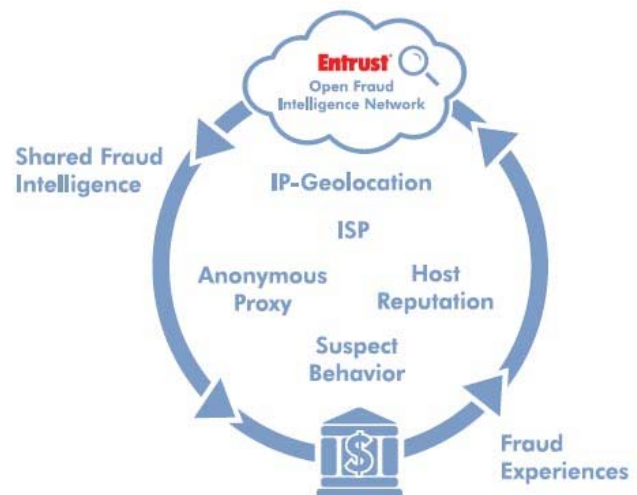 Entrust®
Open Fraud
Intelligence Network
Shared Fraud
Intelligence
IP-Geolocation
ISP
Anonymous
Proxy
Host
Reputation
Suspect
Behavior
$
Fraud
Experiences